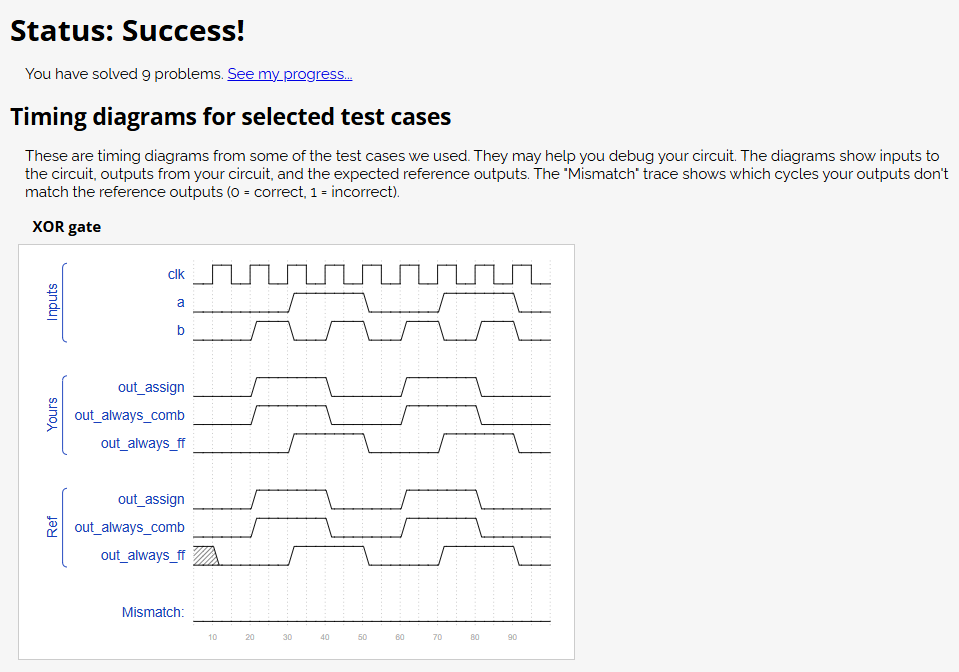 Status: Success!
You have solved 9 problems. See my progress...
Timing diagrams for selected test cases
These are timing diagrams from some of the test cases we used. They may help you debug your circuit. The diagrams show inputs to
the circuit, outputs from your circuit, and the expected reference outputs. The "Mismatch" trace shows which cycles your outputs don't
match the reference outputs (0 = correct, 1 = incorrect).
XOR gate
Inputs
clk
a
b
Yours
out_assign
out_always_comb
out_always_ff
Ref
out_assign
out_always_comb
out_always_ff
Mismatch:
10 20 30 40 50 60 70 80 90